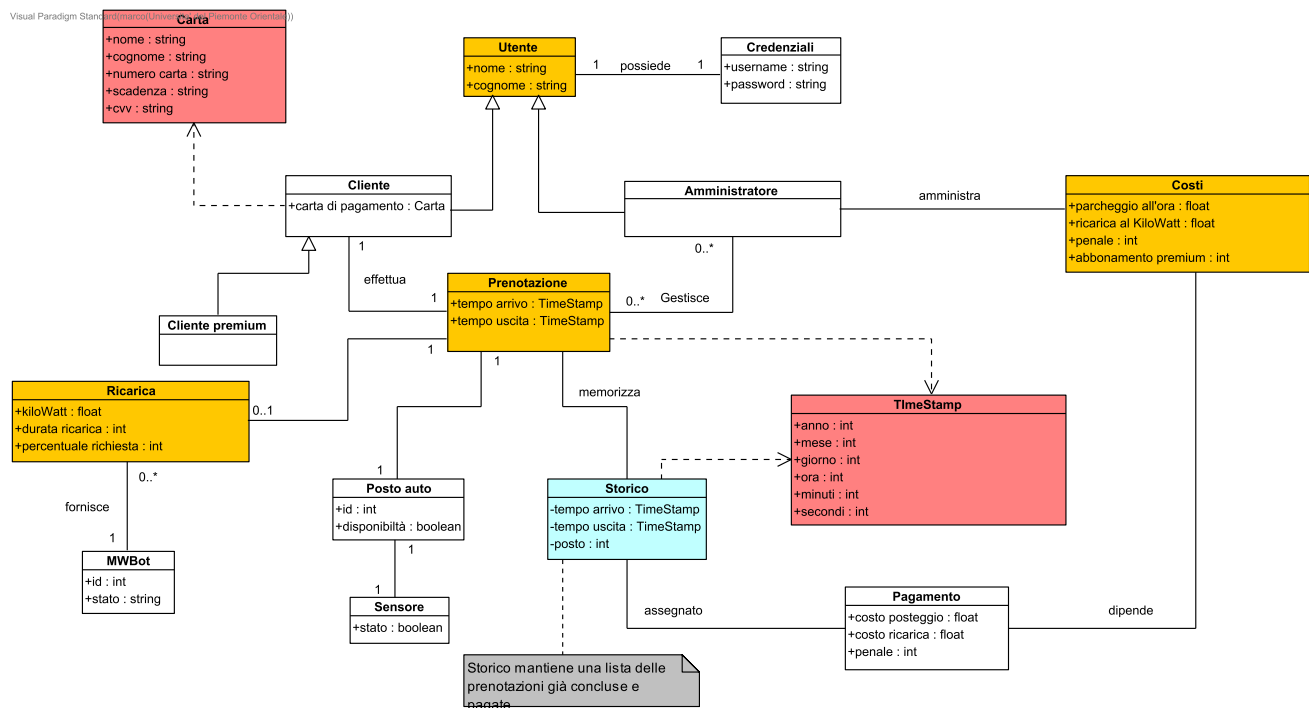 Visual Paradigm Standard(marco(Università del Piemonte Orientale))
Carta
+nome : string
+cognome : string
+numero carta : string
+scadenza : string
+cvv : string
Utente
+nome : string
+cognome : string
1 possiede 1
Credenziali
+username : string
+password : string
Cliente
+carta di pagamento : Carta
Amministratore
amministra
Costi
+parcheggio all'ora : float
+ricarica al KiloWatt : float
+penale : int
+abbonamento premium : int
1
effettua
1
0..*
0..* Gestisce
Prenotazione
+tempo arrivo : TimeStamp
+tempo uscita : TimeStamp
Cliente premium
1
1
memorizza
Ricarica
+kiloWatt : float
+durata ricarica : int
+percentuale richiesta : int
0..1
TImeStamp
+anno : int
+mese : int
+giorno : int
+ora : int
+minuti : int
+secondi : int
0..*
fornisce
1
1
Posto auto
+id : int
+disponibiltà : boolean
Storico
-tempo arrivo : TimeStamp
-tempo uscita : TimeStamp
-posto : int
MWBot
+id : int
+stato : string
1
1
Sensore
+stato : boolean
assegnato
Pagamento
+costo posteggio : float
+costo ricarica : float
+penale : int
dipende
Storico mantiene una lista delle
prenotazioni già concluse e
pagate